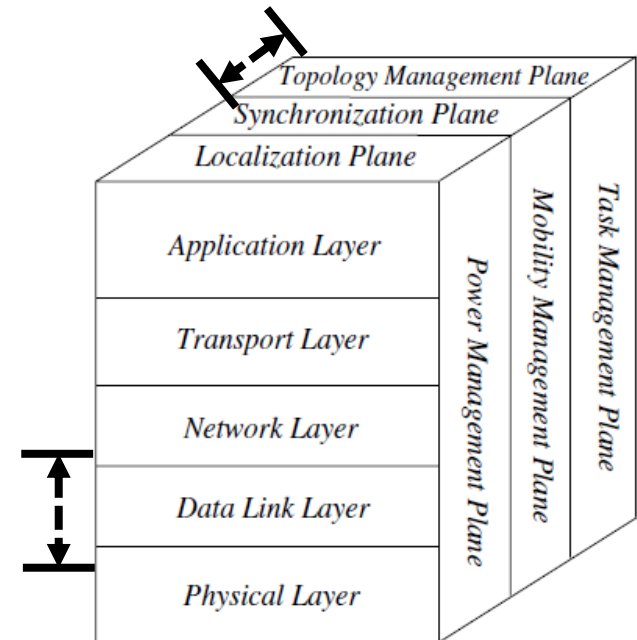 Topology Management Plane
Synchronization Plane
Localization Plane
Application Layer
Transport Layer
Network Layer
Data Link Layer
Physical Layer
Power Management Plane
Mobility Management Plane
Task Management Plane